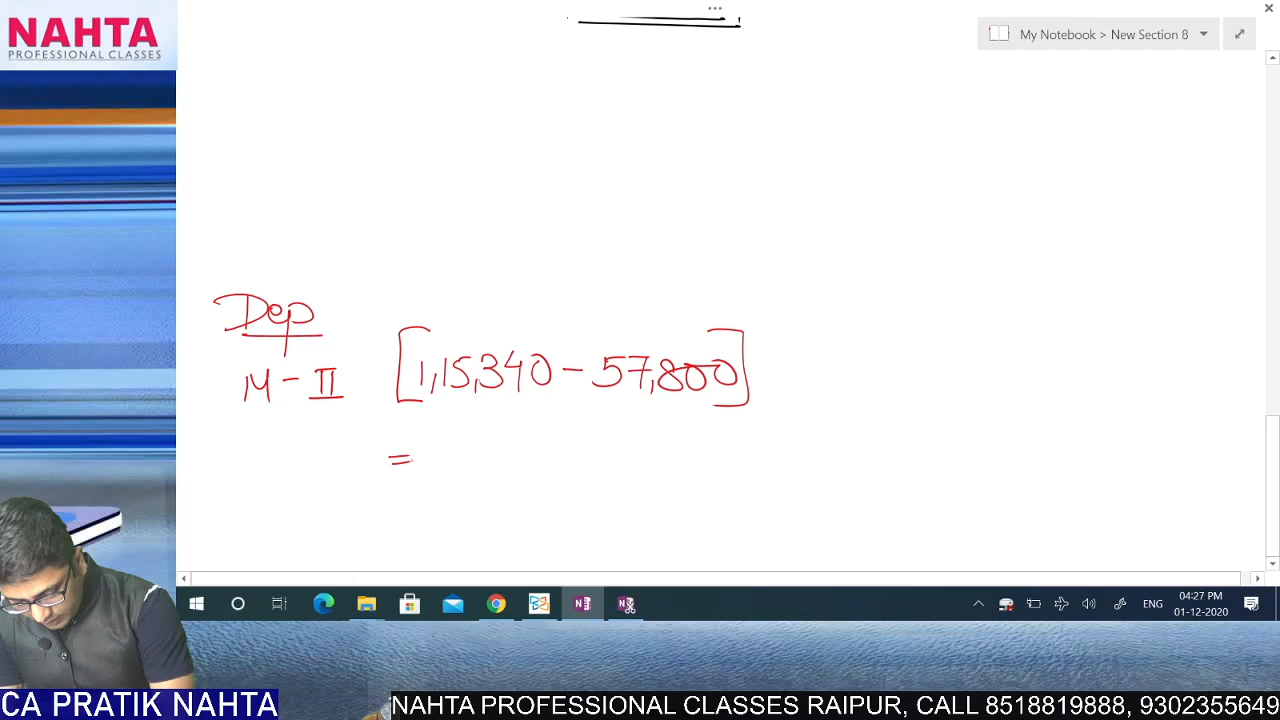 NAHTA
PROFESSIONAL CLASSES
My Notebook > New Section 8
Dep
M - II [1,15,340 - 57,800]
=
ENG
04:27 PM
01-12-2020
CA PRATIK NAHTA
NAHTA PROFESSIONAL CLASSES RAIPUR, CALL 8518819888, 9302355649